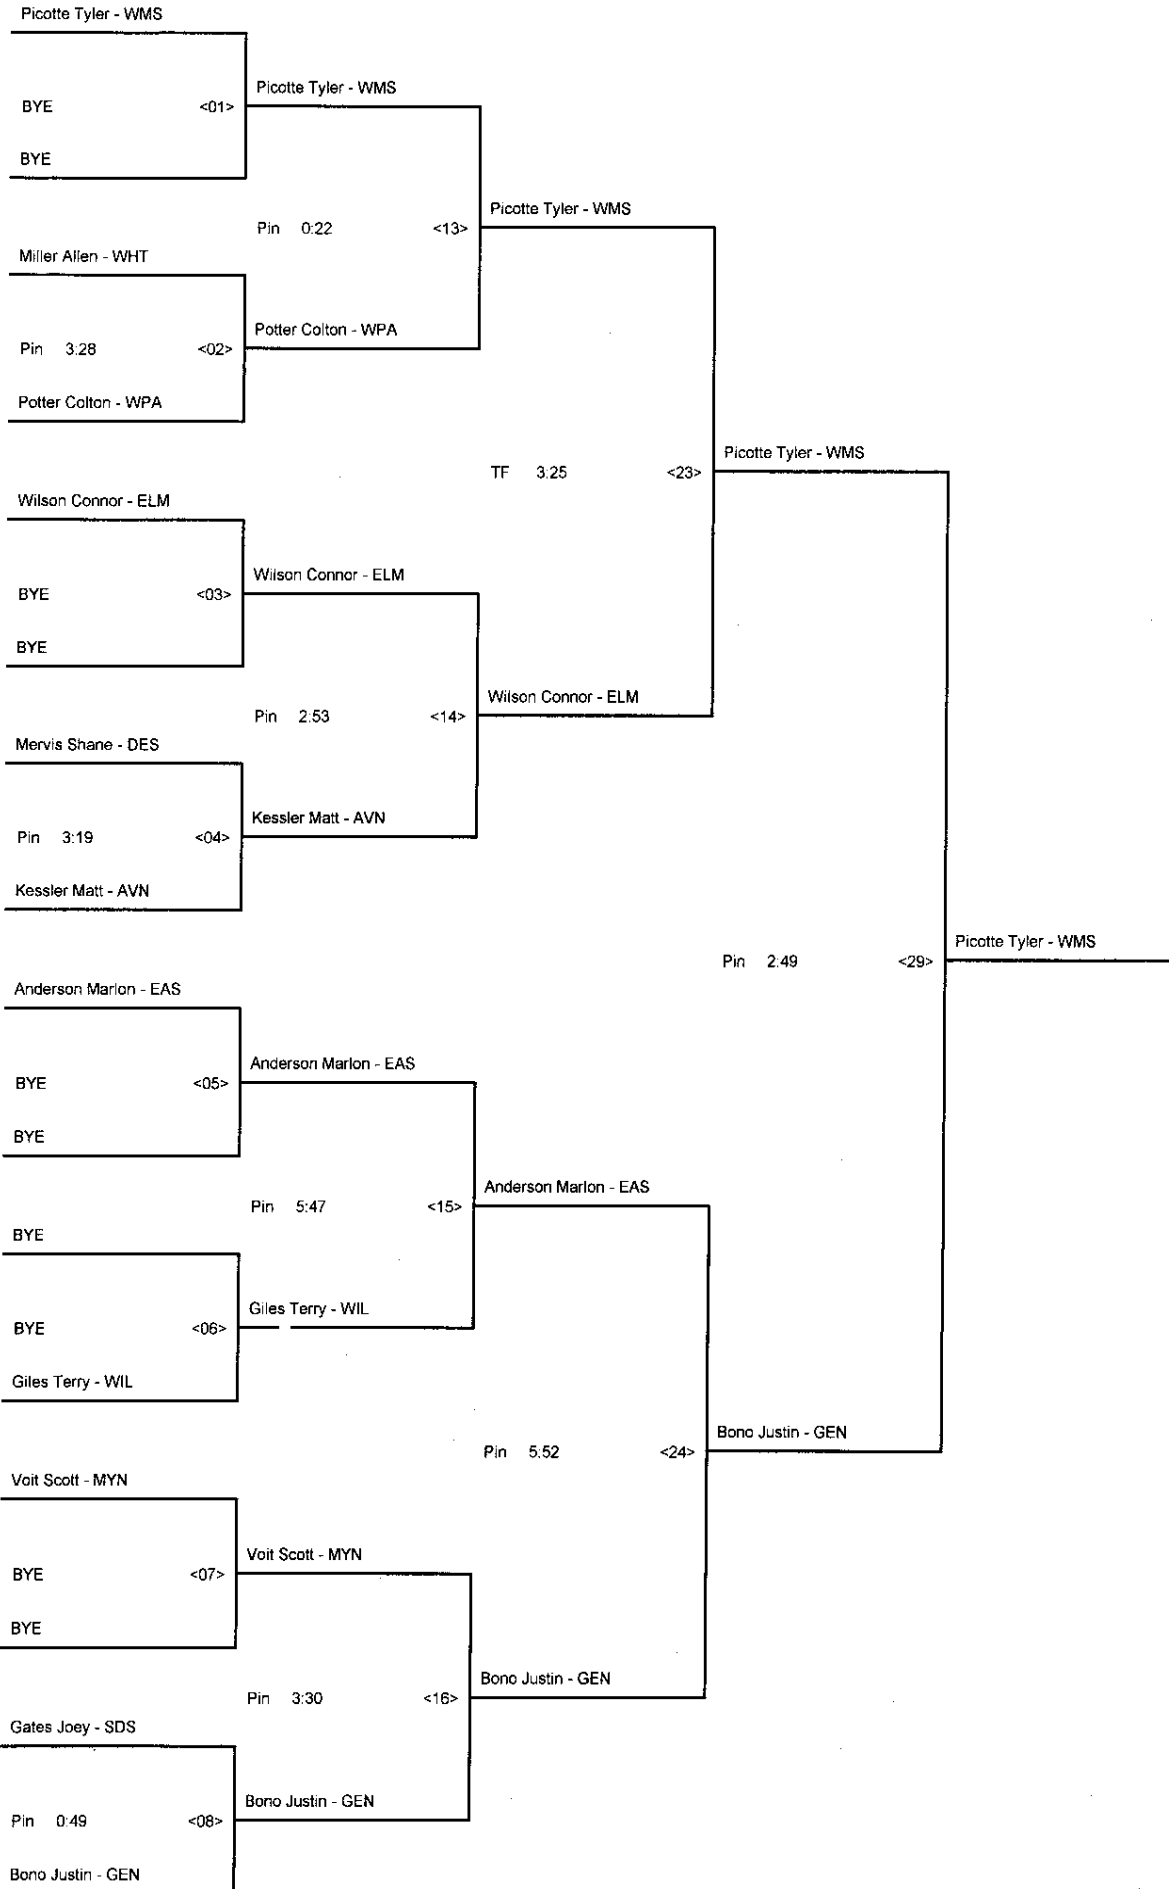 Picotte Tyler - WMS
Picotte Tyler - WMS
BYE <01>
BYE
Picotte Tyler - WMS
Pin 0:22 <13>
Miller Allen - WHT
Potter Colton - WPA
Pin 3:28 <02>
Potter Colton - WPA
Picotte Tyler - WMS
TF 3:25 <23>
Wilson Connor - ELM
Wilson Connor - ELM
BYE <03>
BYE
Wilson Connor - ELM
Pin 2:53 <14>
Mervis Shane - DES
Kessler Matt - AVN
Pin 3:19 <04>
Kessler Matt - AVN
Picotte Tyler - WMS
Pin 2:49 <29>
Anderson Marlon - EAS
Anderson Marlon - EAS
BYE <05>
BYE
Anderson Marlon - EAS
Pin 5:47 <15>
BYE
Giles Terry - WIL
BYE <06>
Giles Terry - WIL
Bono Justin - GEN
Pin 5:52 <24>
Voit Scott - MYN
Voit Scott - MYN
BYE <07>
BYE
Bono Justin - GEN
Pin 3:30 <16>
Gates Joey - SDS
Bono Justin - GEN
Pin 0:49 <08>
Bono Justin - GEN